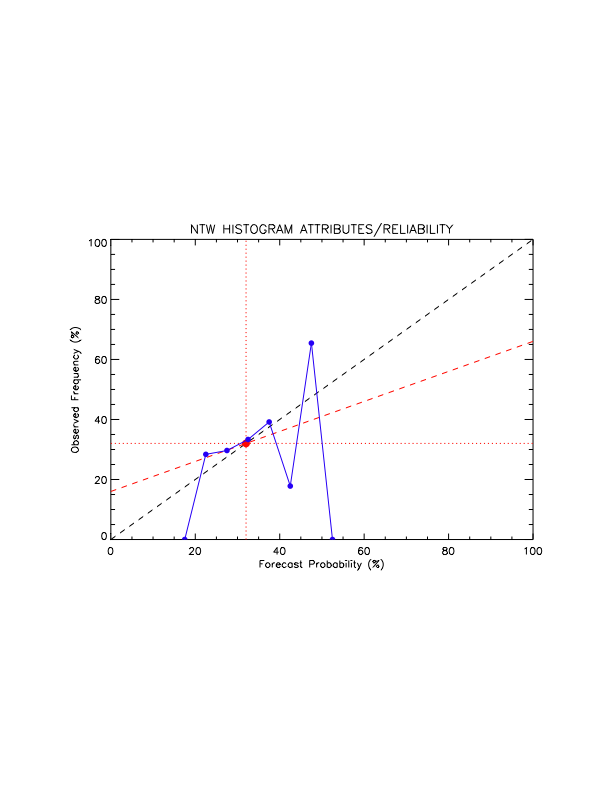 NTW HISTOGRAM ATTRIBUTES/RELIABILITY
100
80
60
40
20
0
Observed Frequency (%)
0 20 40 60 80 100
Forecast Probability (%)